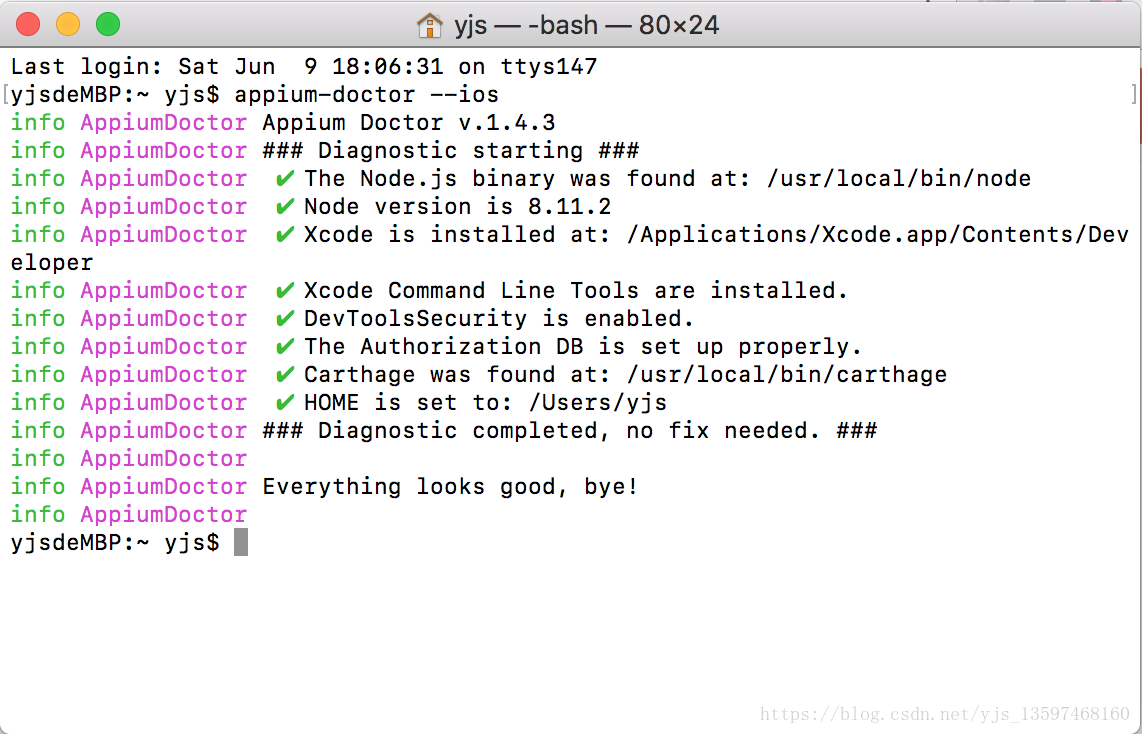 yjs — -bash — 80×24
Last login: Sat Jun  9 18:06:31 on ttys147
[yjsdeMBP:~ yjs$ appium-doctor --ios ]
info AppiumDoctor Appium Doctor v.1.4.3
info AppiumDoctor ### Diagnostic starting ###
info AppiumDoctor  ✔ The Node.js binary was found at: /usr/local/bin/node
info AppiumDoctor  ✔ Node version is 8.11.2
info AppiumDoctor  ✔ Xcode is installed at: /Applications/Xcode.app/Contents/Dev
eloper
info AppiumDoctor  ✔ Xcode Command Line Tools are installed.
info AppiumDoctor  ✔ DevToolsSecurity is enabled.
info AppiumDoctor  ✔ The Authorization DB is set up properly.
info AppiumDoctor  ✔ Carthage was found at: /usr/local/bin/carthage
info AppiumDoctor  ✔ HOME is set to: /Users/yjs
info AppiumDoctor ### Diagnostic completed, no fix needed. ###
info AppiumDoctor
info AppiumDoctor Everything looks good, bye!
info AppiumDoctor
yjsdeMBP:~ yjs$
https://blog.csdn.net/yjs_13597468160